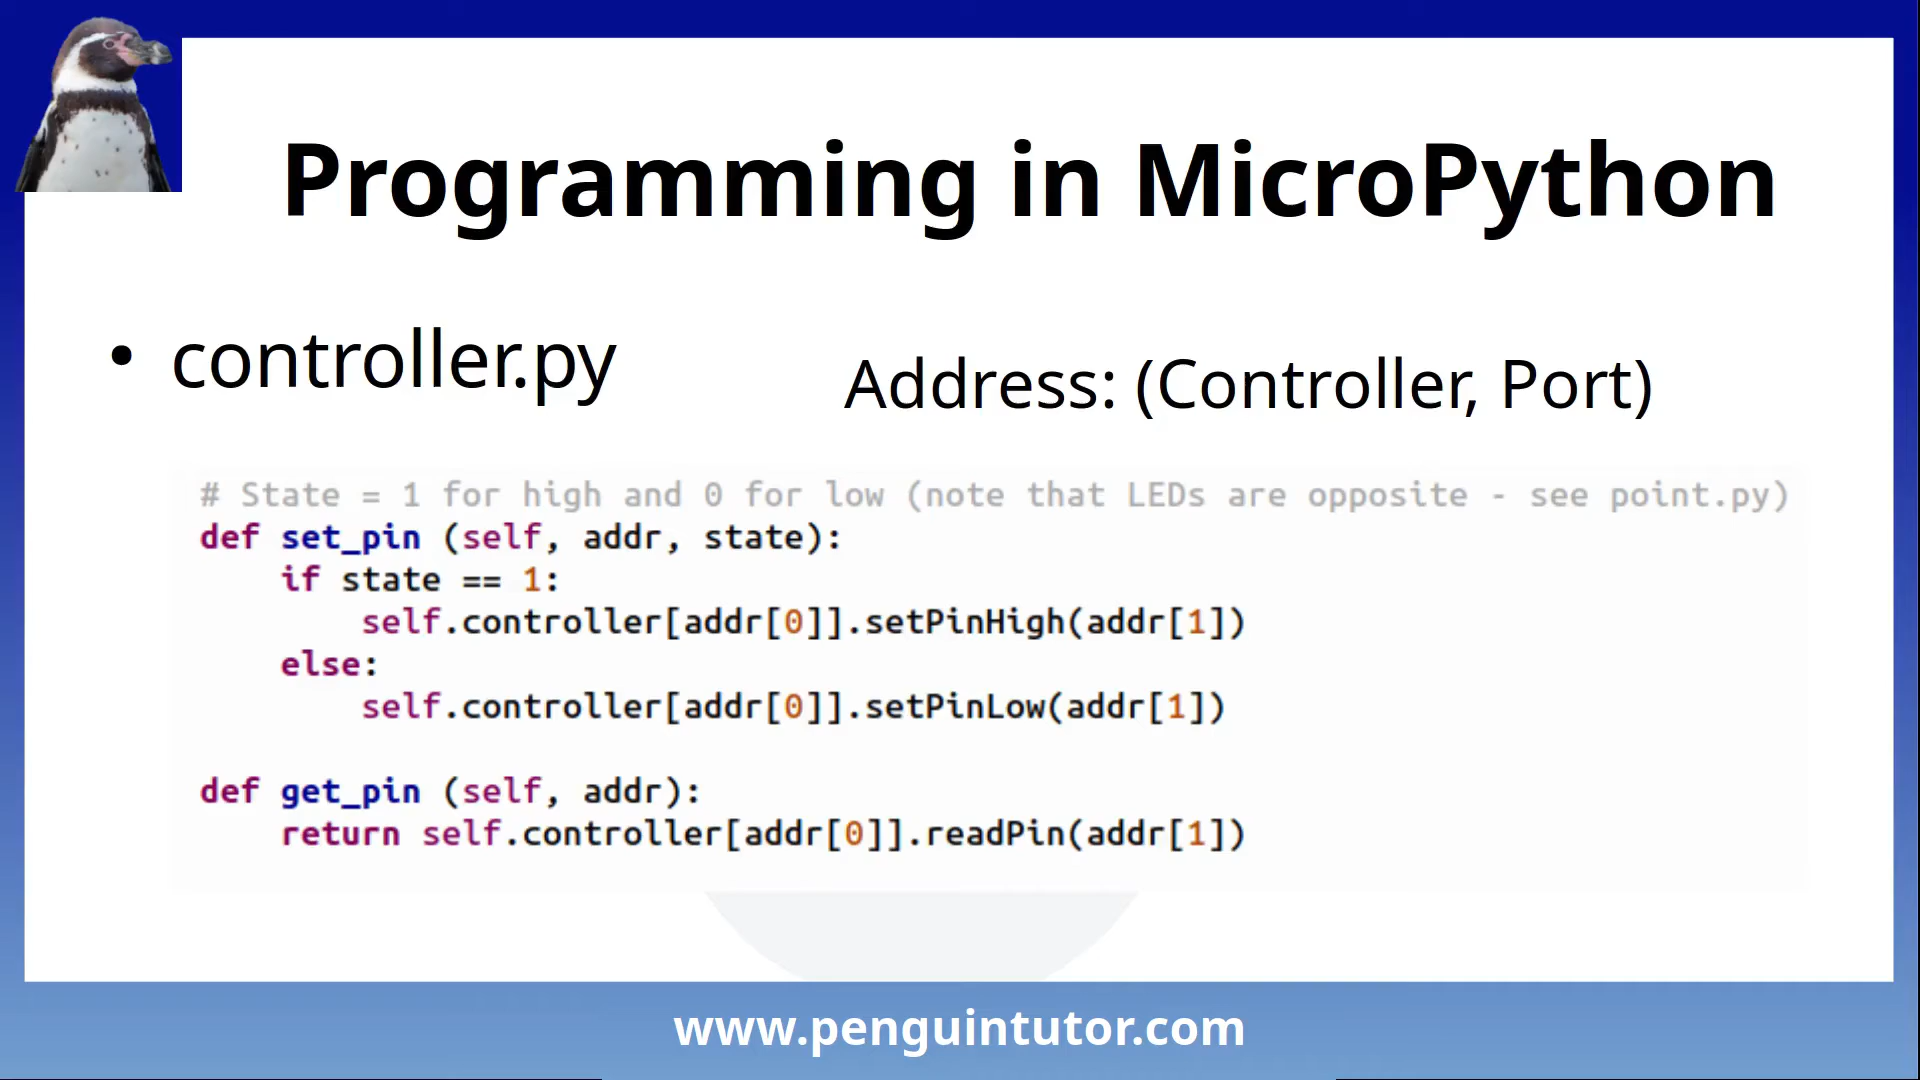 Programming in MicroPython
• controller.py
Address: (Controller, Port)
# State = 1 for high and 0 for low (note that LEDs are opposite - see point.py)
def set_pin (self, addr, state):
    if state == 1:
        self.controller[addr[0]].setPinHigh(addr[1])
    else:
        self.controller[addr[0]].setPinLow(addr[1])
def get_pin (self, addr):
    return self.controller[addr[0]].readPin(addr[1])
www.penguintutor.com